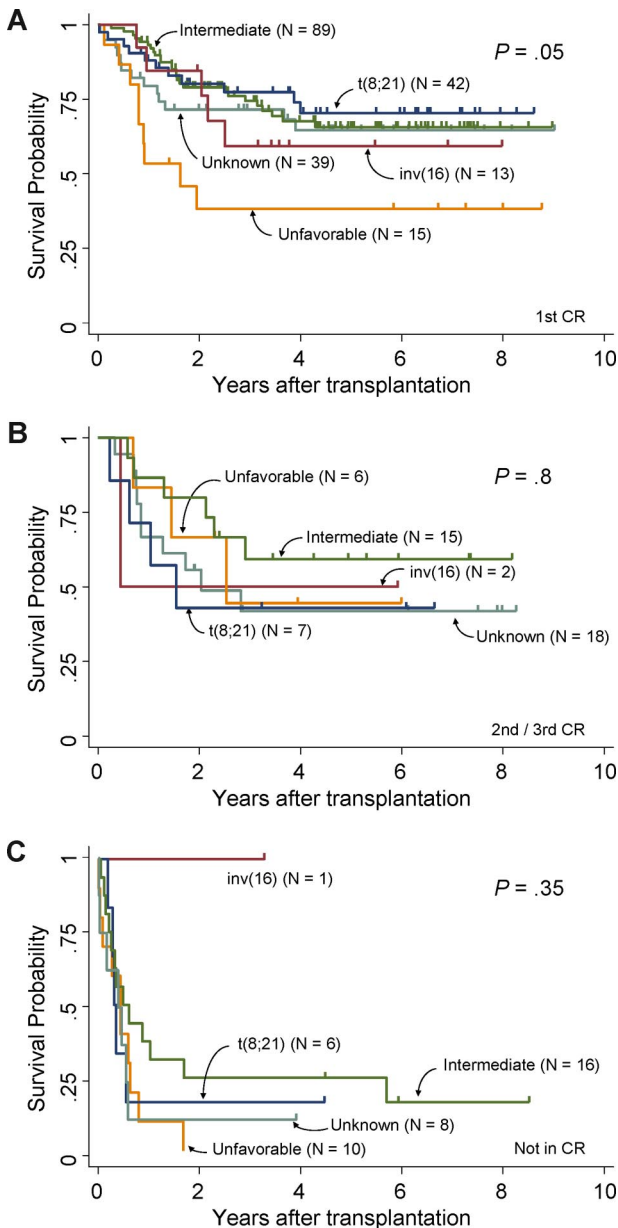 A
Intermediate (N = 89)
P = .05
t(8;21) (N = 42)
Unknown (N = 39)
inv(16) (N = 13)
Unfavorable (N = 15)
1st CR
Survival Probability
1
.75
.5
.25
0
0 2 4 6 8 10
Years after transplantation
B
Unfavorable (N = 6)
P = .8
Intermediate (N = 15)
inv(16) (N = 2)
t(8;21) (N = 7)
Unknown (N = 18)
2nd / 3rd CR
Survival Probability
1
.75
.5
.25
0
0 2 4 6 8 10
Years after transplantation
C
inv(16) (N = 1)
P = .35
t(8;21) (N = 6)
Intermediate (N = 16)
Unknown (N = 8)
Unfavorable (N = 10)
Not in CR
Survival Probability
1
.75
.5
.25
0
0 2 4 6 8 10
Years after transplantation